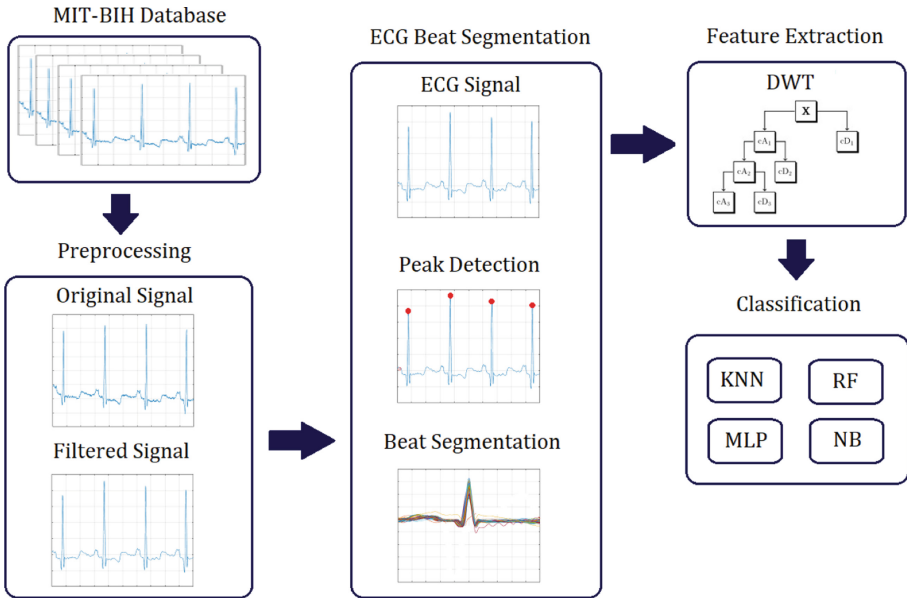 MIT-BIH Database
Preprocessing
Original Signal
Filtered Signal
ECG Beat Segmentation
ECG Signal
Peak Detection
Beat Segmentation
Feature Extraction
DWT
X
cA₁ cD₁
cA₂ cD₂
cA₃ cD₃
Classification
KNN RF
MLP NB